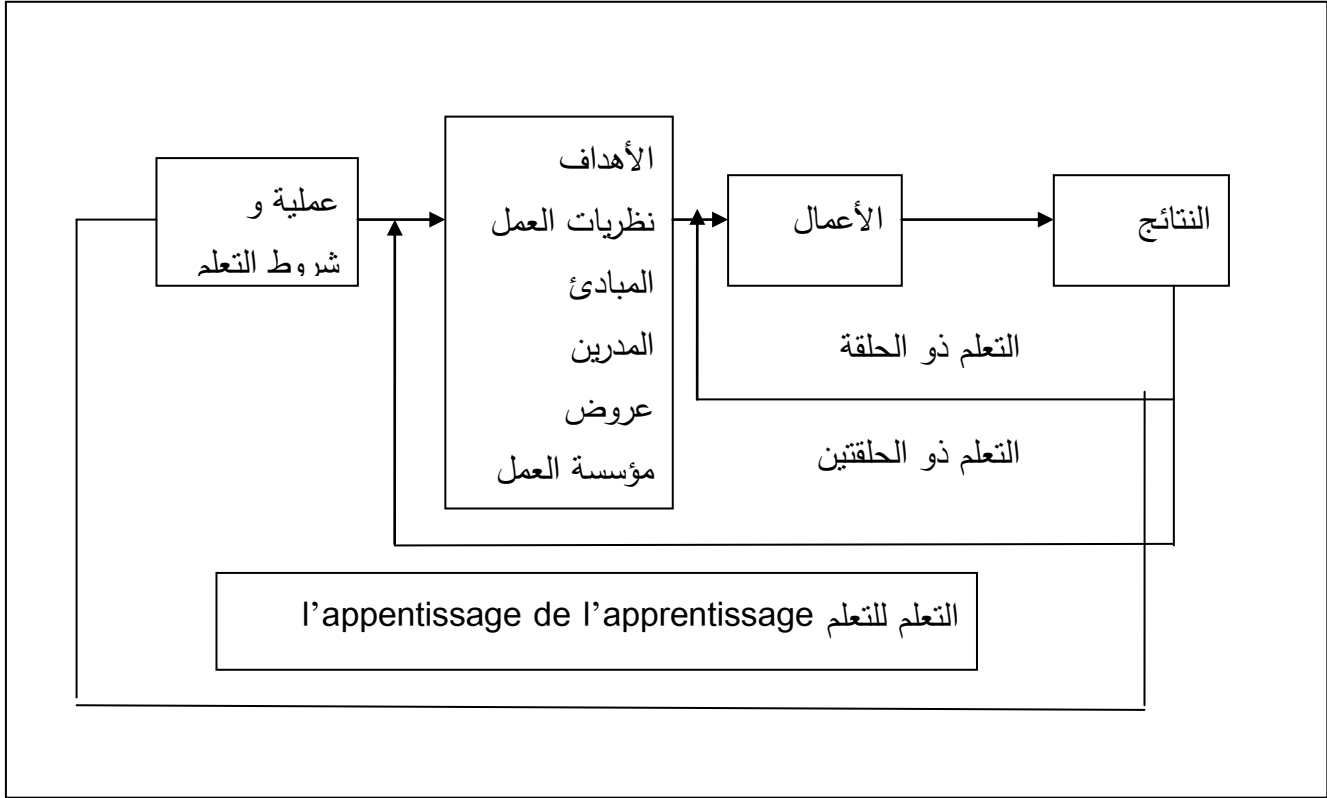 عملية و
شروط التعلم
الأهداف
نظريات العمل
المبادئ
المدرين
عروض
مؤسسة العمل
الأعمال
النتائج
التعلم ذو الحلقة
التعلم ذو الحلقتين
التعلم للتعلم l’appentissage de l’apprentissage